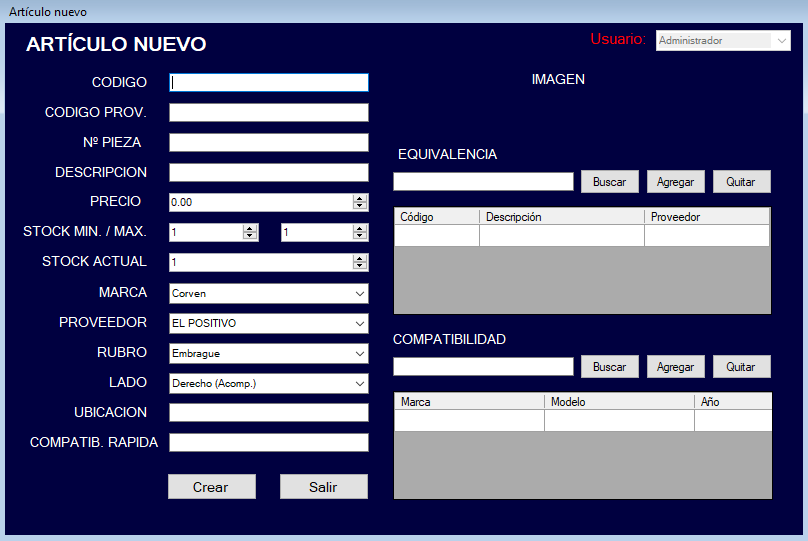 Artículo nuevo
ARTÍCULO NUEVO
Usuario: Administrador
CODIGO
CODIGO PROV.
Nº PIEZA
DESCRIPCION
PRECIO 0.00
STOCK MIN. / MAX. 1 1
STOCK ACTUAL 1
MARCA Corven
PROVEEDOR EL POSITIVO
RUBRO Embrague
LADO Derecho (Acomp.)
UBICACION
COMPATIB. RAPIDA
Crear Salir
IMAGEN
EQUIVALENCIA
Buscar Agregar Quitar
Código Descripción Proveedor
COMPATIBILIDAD
Buscar Agregar Quitar
Marca Modelo Año